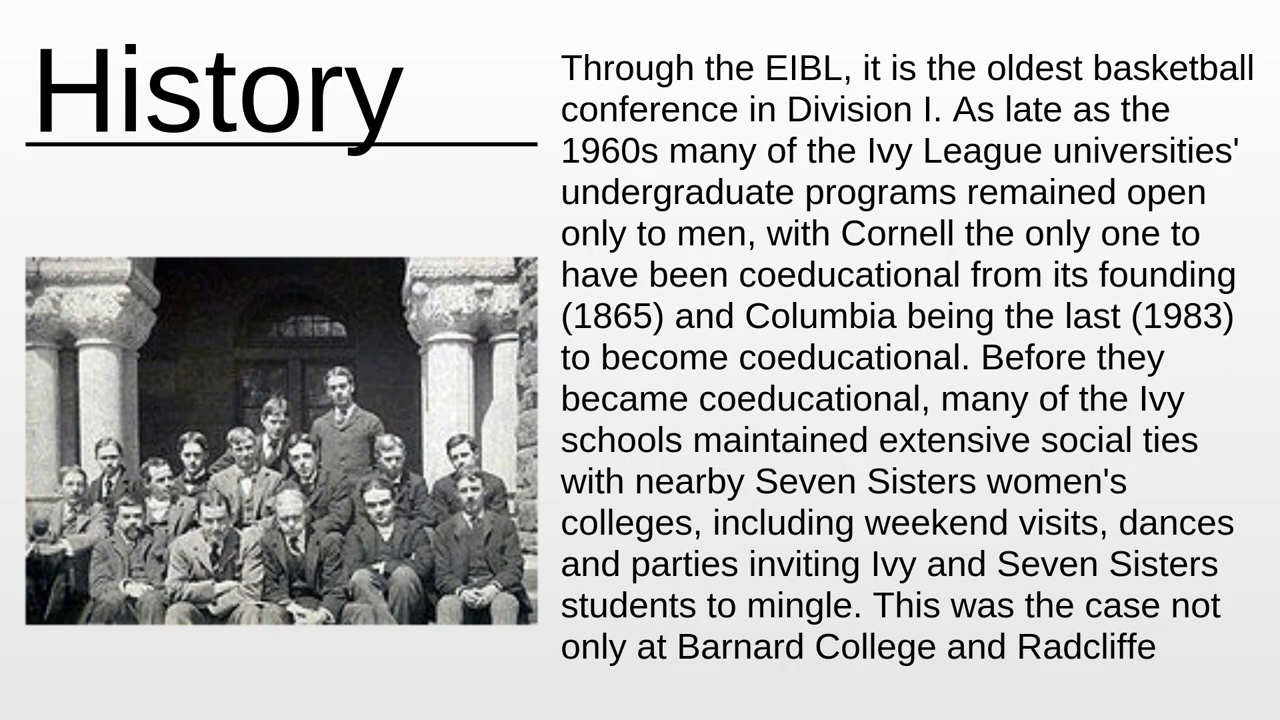 History
Through the EIBL, it is the oldest basketball
conference in Division I. As late as the
1960s many of the Ivy League universities'
undergraduate programs remained open
only to men, with Cornell the only one to
have been coeducational from its founding
(1865) and Columbia being the last (1983)
to become coeducational. Before they
became coeducational, many of the Ivy
schools maintained extensive social ties
with nearby Seven Sisters women's
colleges, including weekend visits, dances
and parties inviting Ivy and Seven Sisters
students to mingle. This was the case not
only at Barnard College and Radcliffe